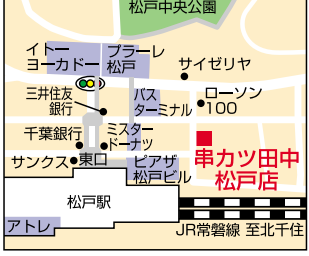 松戸中央公園
イトー
ヨーカドー
プラーレ
松戸
サイゼリヤ
三井住友
銀行
バス
ターミナル
ローソン
100
千葉銀行
ミスター
ドーナツ
サンクス
東口
ピアザ
松戸ビル
串カツ田中
松戸店
松戸駅
アトレ
JR常磐線 至北千住